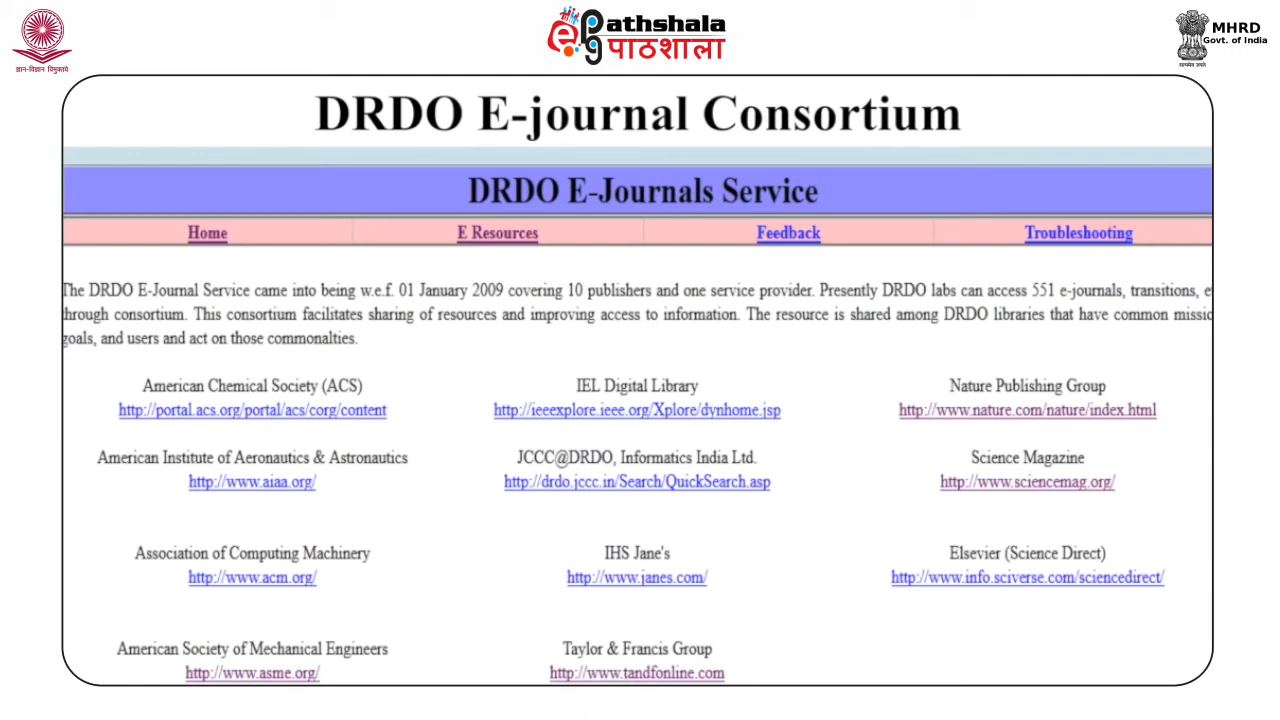 ज्ञान-विज्ञान विमुक्तये
ePathshala
पाठशाला
MHRD
Govt. of India
सत्यमेव जयते
DRDO E-journal Consortium
DRDO E-Journals Service
Home E Resources Feedback Troubleshooting
The DRDO E-Journal Service came into being w.e.f. 01 January 2009 covering 10 publishers and one service provider. Presently DRDO labs can access 551 e-journals, transitions, e
through consortium. This consortium facilitates sharing of resources and improving access to information. The resource is shared among DRDO libraries that have common missio
goals, and users and act on those commonalties.
American Chemical Society (ACS) IEL Digital Library Nature Publishing Group
http://portal.acs.org/portal/acs/corg/content http://ieeexplore.ieee.org/Xplore/dynhome.jsp http://www.nature.com/nature/index.html
American Institute of Aeronautics & Astronautics JCCC@DRDO, Informatics India Ltd. Science Magazine
http://www.aiaa.org/ http://drdo.jccc.in/Search/QuickSearch.asp http://www.sciencemag.org/
Association of Computing Machinery IHS Jane's Elsevier (Science Direct)
http://www.acm.org/ http://www.janes.com/ http://www.info.sciverse.com/sciencedirect/
American Society of Mechanical Engineers Taylor & Francis Group
http://www.asme.org/ http://www.tandfonline.com